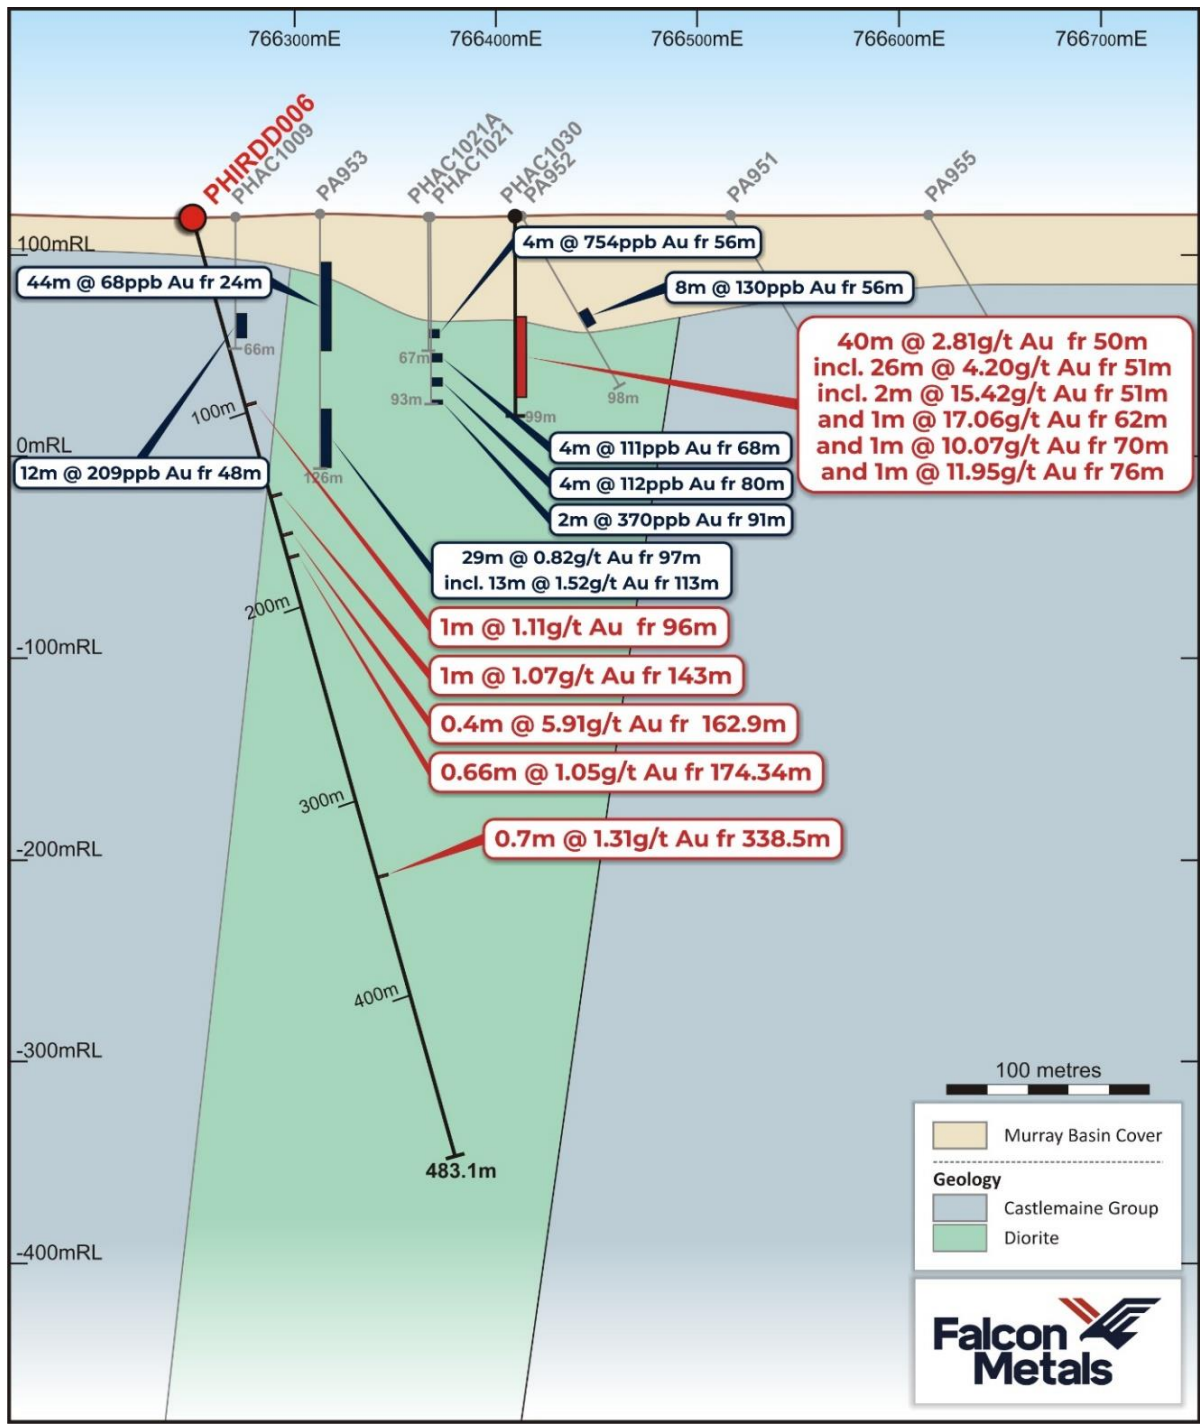 766300mE
766400mE
766500mE
766600mE
766700mE
PHIRDD006
PHAC1009
PA953
PHAC1021A
PHAC1021
PHAC1030
PA952
PA951
PA955
100mRL
4m @ 754ppb Au fr 56m
44m @ 68ppb Au fr 24m
8m @ 130ppb Au fr 56m
66m
67m
93m
98m
99m
100m
40m @ 2.81g/t Au fr 50m
incl. 26m @ 4.20g/t Au fr 51m
incl. 2m @ 15.42g/t Au fr 51m
and 1m @ 17.06g/t Au fr 62m
and 1m @ 10.07g/t Au fr 70m
and 1m @ 11.95g/t Au fr 76m
0mRL
12m @ 209ppb Au fr 48m
126m
4m @ 111ppb Au fr 68m
4m @ 112ppb Au fr 80m
2m @ 370ppb Au fr 91m
29m @ 0.82g/t Au fr 97m
incl. 13m @ 1.52g/t Au fr 113m
200m
1m @ 1.11g/t Au fr 96m
-100mRL
1m @ 1.07g/t Au fr 143m
0.4m @ 5.91g/t Au fr 162.9m
0.66m @ 1.05g/t Au fr 174.34m
300m
0.7m @ 1.31g/t Au fr 338.5m
-200mRL
400m
-300mRL
483.1m
-400mRL
100 metres
Murray Basin Cover
Geology
Castlemaine Group
Diorite
Falcon
Metals